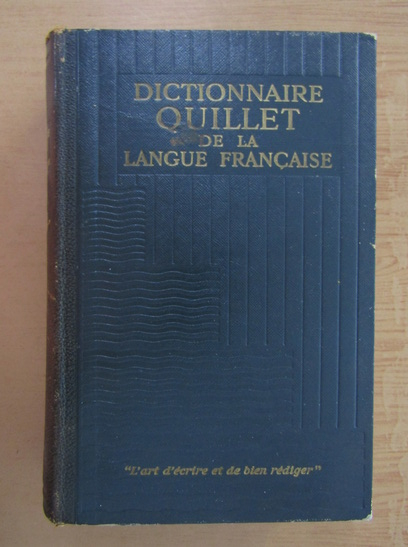 DICTIONNAIRE
QUILLET
DE LA
LANGUE FRANÇAISE
"L'art d'écrire et de bien rédiger"